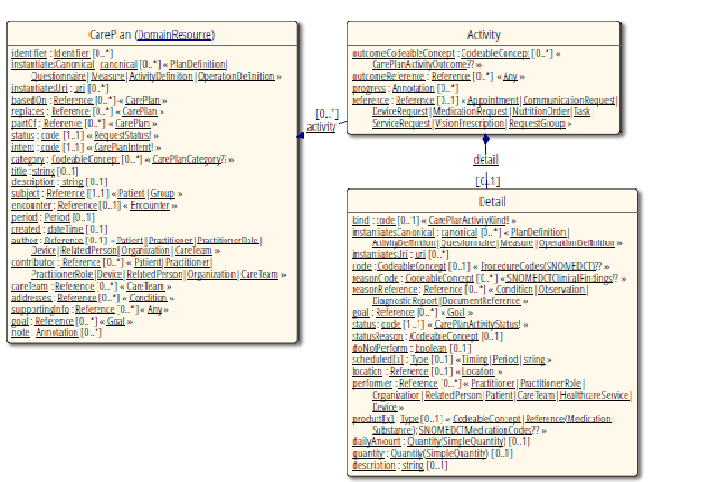 CarePlan (DomainResource)
identifier : Identifier [0..*]
instantiatesCanonical : canonical [0..*] « PlanDefinition|
Questionnaire|Measure|ActivityDefinition|OperationDefinition »
instantiatesUri : uri [0..*]
basedOn : Reference [0..*] « CarePlan »
replaces : Reference [0..*] « CarePlan »
partOf : Reference [0..*] « CarePlan »
status : code [1..1] « RequestStatus! »
intent : code [1..1] « CarePlanIntent! »
category : CodeableConcept [0..*] « CarePlanCategory?? »
title : string [0..1]
description : string [0..1]
subject : Reference [1..1] « Patient|Group »
encounter : Reference [0..1] « Encounter »
period : Period [0..1]
created : dateTime [0..1]
author : Reference [0..1] « Patient|Practitioner|PractitionerRole|
Device|RelatedPerson|Organization|CareTeam »
contributor : Reference [0..*] « Patient|Practitioner|
PractitionerRole|Device|RelatedPerson|Organization|CareTeam »
careTeam : Reference [0..*] « CareTeam »
addresses : Reference [0..*] « Condition »
supportingInfo : Reference [0..*] « Any »
goal : Reference [0..*] « Goal »
note : Annotation [0..*]
[0..*]
activity
Activity
outcomeCodeableConcept : CodeableConcept [0..*] «
CarePlanActivityOutcome?? »
outcomeReference : Reference [0..*] « Any »
progress : Annotation [0..*]
reference : Reference [0..1] « Appointment|CommunicationRequest|
DeviceRequest|MedicationRequest|NutritionOrder|Task|
ServiceRequest|VisionPrescription|RequestGroup »
detail
[0..1]
Detail
kind : code [0..1] « CarePlanActivityKind! »
instantiatesCanonical : canonical [0..*] « PlanDefinition|
ActivityDefinition|Questionnaire|Measure|OperationDefinition »
instantiatesUri : uri [0..*]
code : CodeableConcept [0..1] « ProcedureCodes(SNOMEDCT)?? »
reasonCode : CodeableConcept [0..*] « SNOMEDCTClinicalFindings?? »
reasonReference : Reference [0..*] « Condition|Observation|
DiagnosticReport|DocumentReference »
goal : Reference [0..*] « Goal »
status : code [1..1] « CarePlanActivityStatus! »
statusReason : CodeableConcept [0..1]
doNotPerform : boolean [0..1]
scheduled[x] : Type [0..1] « Timing|Period|string »
location : Reference [0..1] « Location »
performer : Reference [0..*] « Practitioner|PractitionerRole|
Organization|RelatedPerson|Patient|CareTeam|HealthcareService|
Device »
product[x] : Type [0..1] « CodeableConcept|Reference(Medication|
Substance); SNOMEDCTMedicationCodes?? »
dailyAmount : Quantity(SimpleQuantity) [0..1]
quantity : Quantity(SimpleQuantity) [0..1]
description : string [0..1]